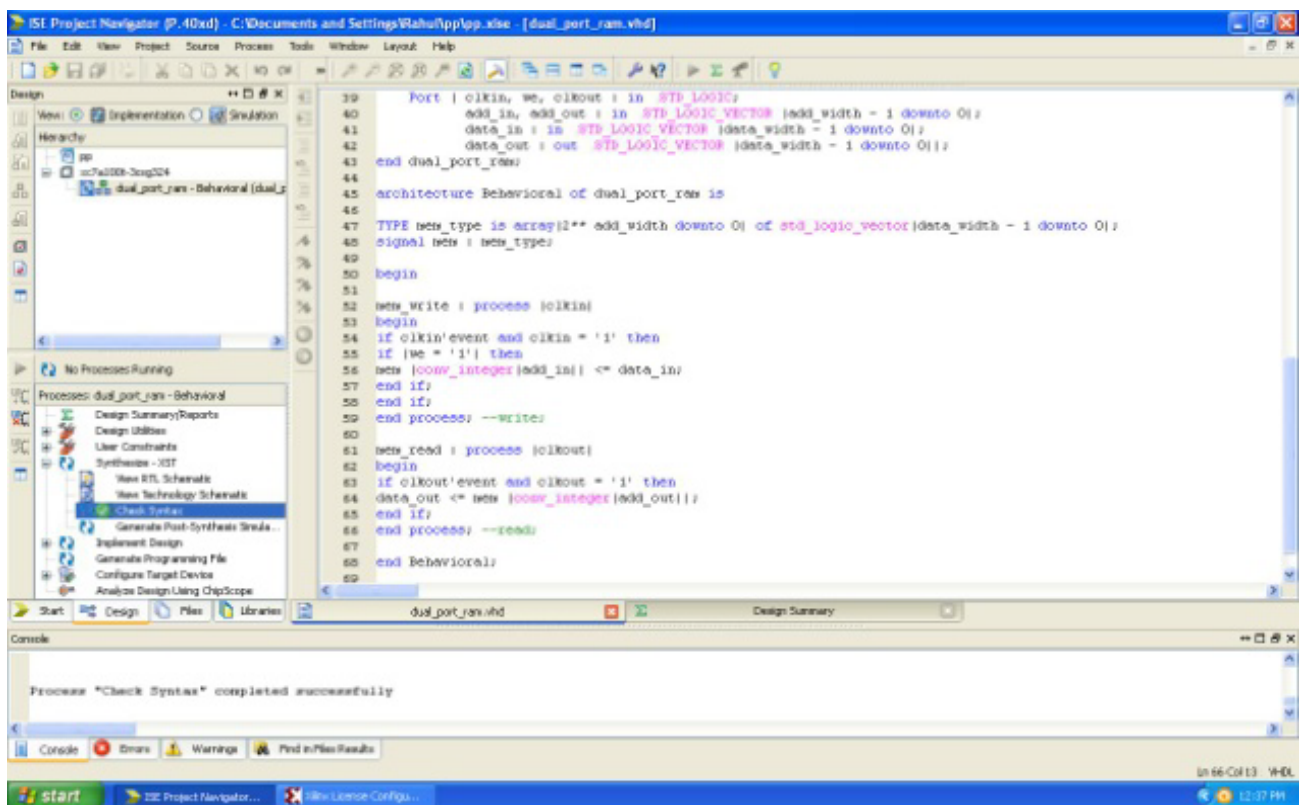 ISE Project Navigator (P.40xd) - C:\Documents and Settings\Rahul\pp\pp.xise - [dual_port_ram.vhd]
File Edit View Project Source Process Tools Window Layout Help
Design
View: Implementation Simulation
Hierarchy
pp
xc7a100t-3csg324
dual_port_ram - Behavioral (dual_p
No Processes Running
Processes: dual_port_ram - Behavioral
Design Summary/Reports
Design Utilities
User Constraints
Synthesize - XST
View RTL Schematic
View Technology Schematic
Check Syntax
Generate Post-Synthesis Simula...
Implement Design
Generate Programming File
Configure Target Device
Analyze Design Using ChipScope
Start Design Files Libraries
39 Port ( clkin, we, clkout : in STD_LOGIC;
40 add_in, add_out : in STD_LOGIC_VECTOR (add_width - 1 downto 0);
41 data_in : in STD_LOGIC_VECTOR (data_width - 1 downto 0);
42 data_out : out STD_LOGIC_VECTOR (data_width - 1 downto 0));
43 end dual_port_ram;
44
45 architecture Behavioral of dual_port_ram is
46
47 TYPE mem_type is array(2** add_width downto 0) of std_logic_vector(data_width - 1 downto 0);
48 signal mem : mem_type;
49
50 begin
51
52 mem_write : process (clkin)
53 begin
54 if clkin'event and clkin = '1' then
55 if (we = '1') then
56 mem (conv_integer(add_in)) <= data_in;
57 end if;
58 end if;
59 end process; --write;
60
61 mem_read : process (clkout)
62 begin
63 if clkout'event and clkout = '1' then
64 data_out <= mem (conv_integer(add_out));
65 end if;
66 end process; --read;
67
68 end Behavioral;
69
dual_port_ram.vhd Design Summary
Console
Process "Check Syntax" completed successfully
Console Errors Warnings Find in Files Results
Ln 66 Col 13 VHDL
start ISE Project Navigator... Xilinx License Configu... 12:37 PM